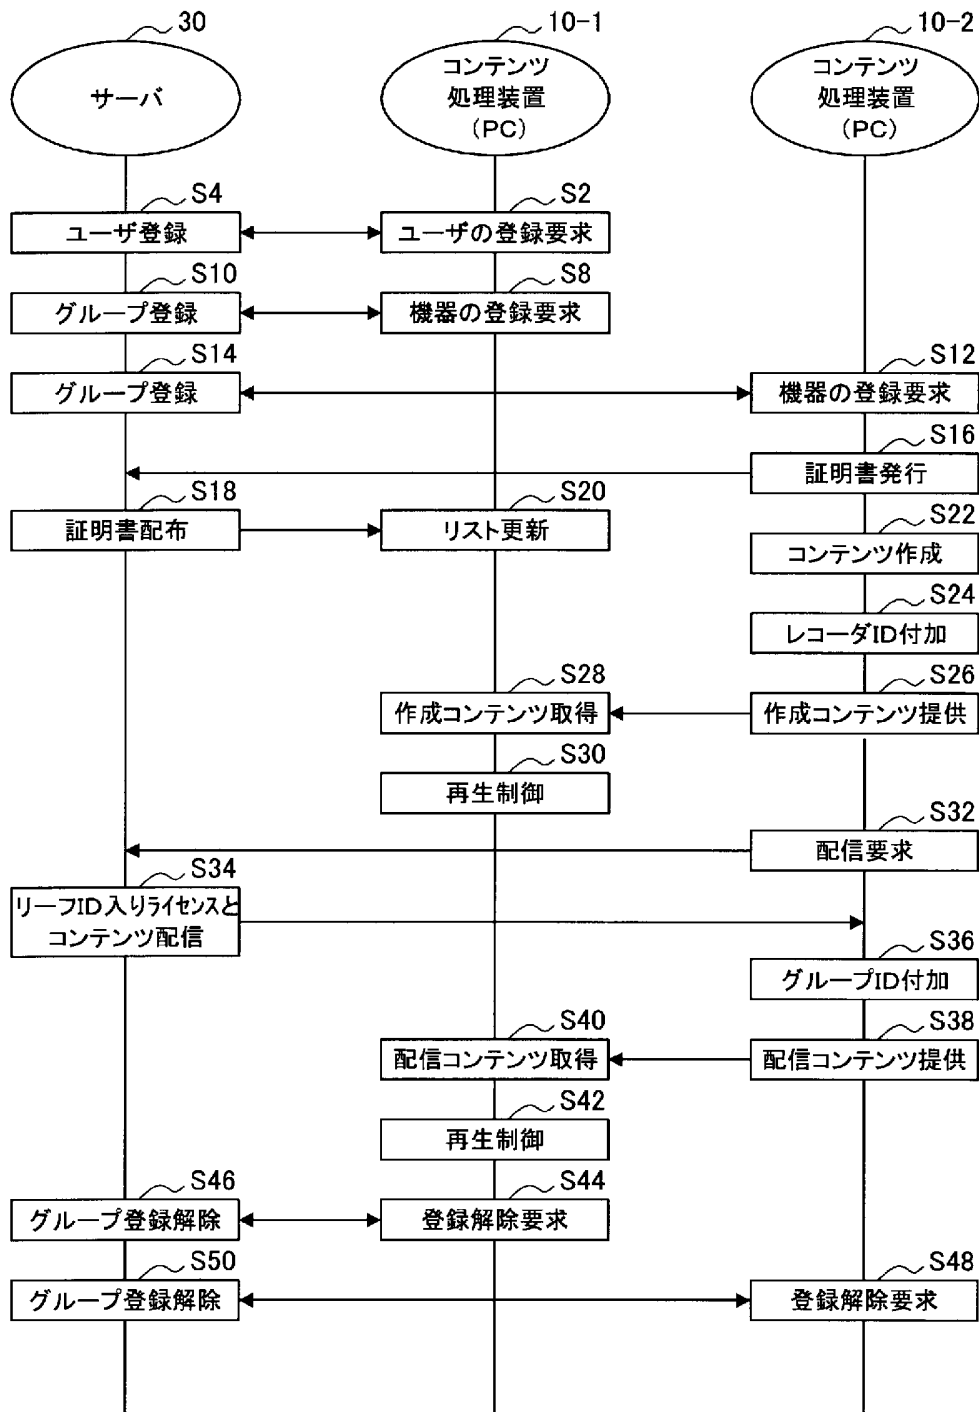 30
10-1
10-2
サーバ
コンテンツ
処理装置
(PC)
コンテンツ
処理装置
(PC)
S4
S2
ユーザ登録
ユーザの登録要求
S10
S8
グループ登録
機器の登録要求
S14
S12
グループ登録
機器の登録要求
S16
証明書発行
S18
S20
証明書配布
リスト更新
S22
コンテンツ作成
S24
レコーダID付加
S28
S26
作成コンテンツ取得
作成コンテンツ提供
S30
再生制御
S32
配信要求
S34
リーフID入りライセンスと
コンテンツ配信
S36
グループID付加
S40
S38
配信コンテンツ取得
配信コンテンツ提供
S42
再生制御
S46
S44
グループ登録解除
登録解除要求
S50
S48
グループ登録解除
登録解除要求